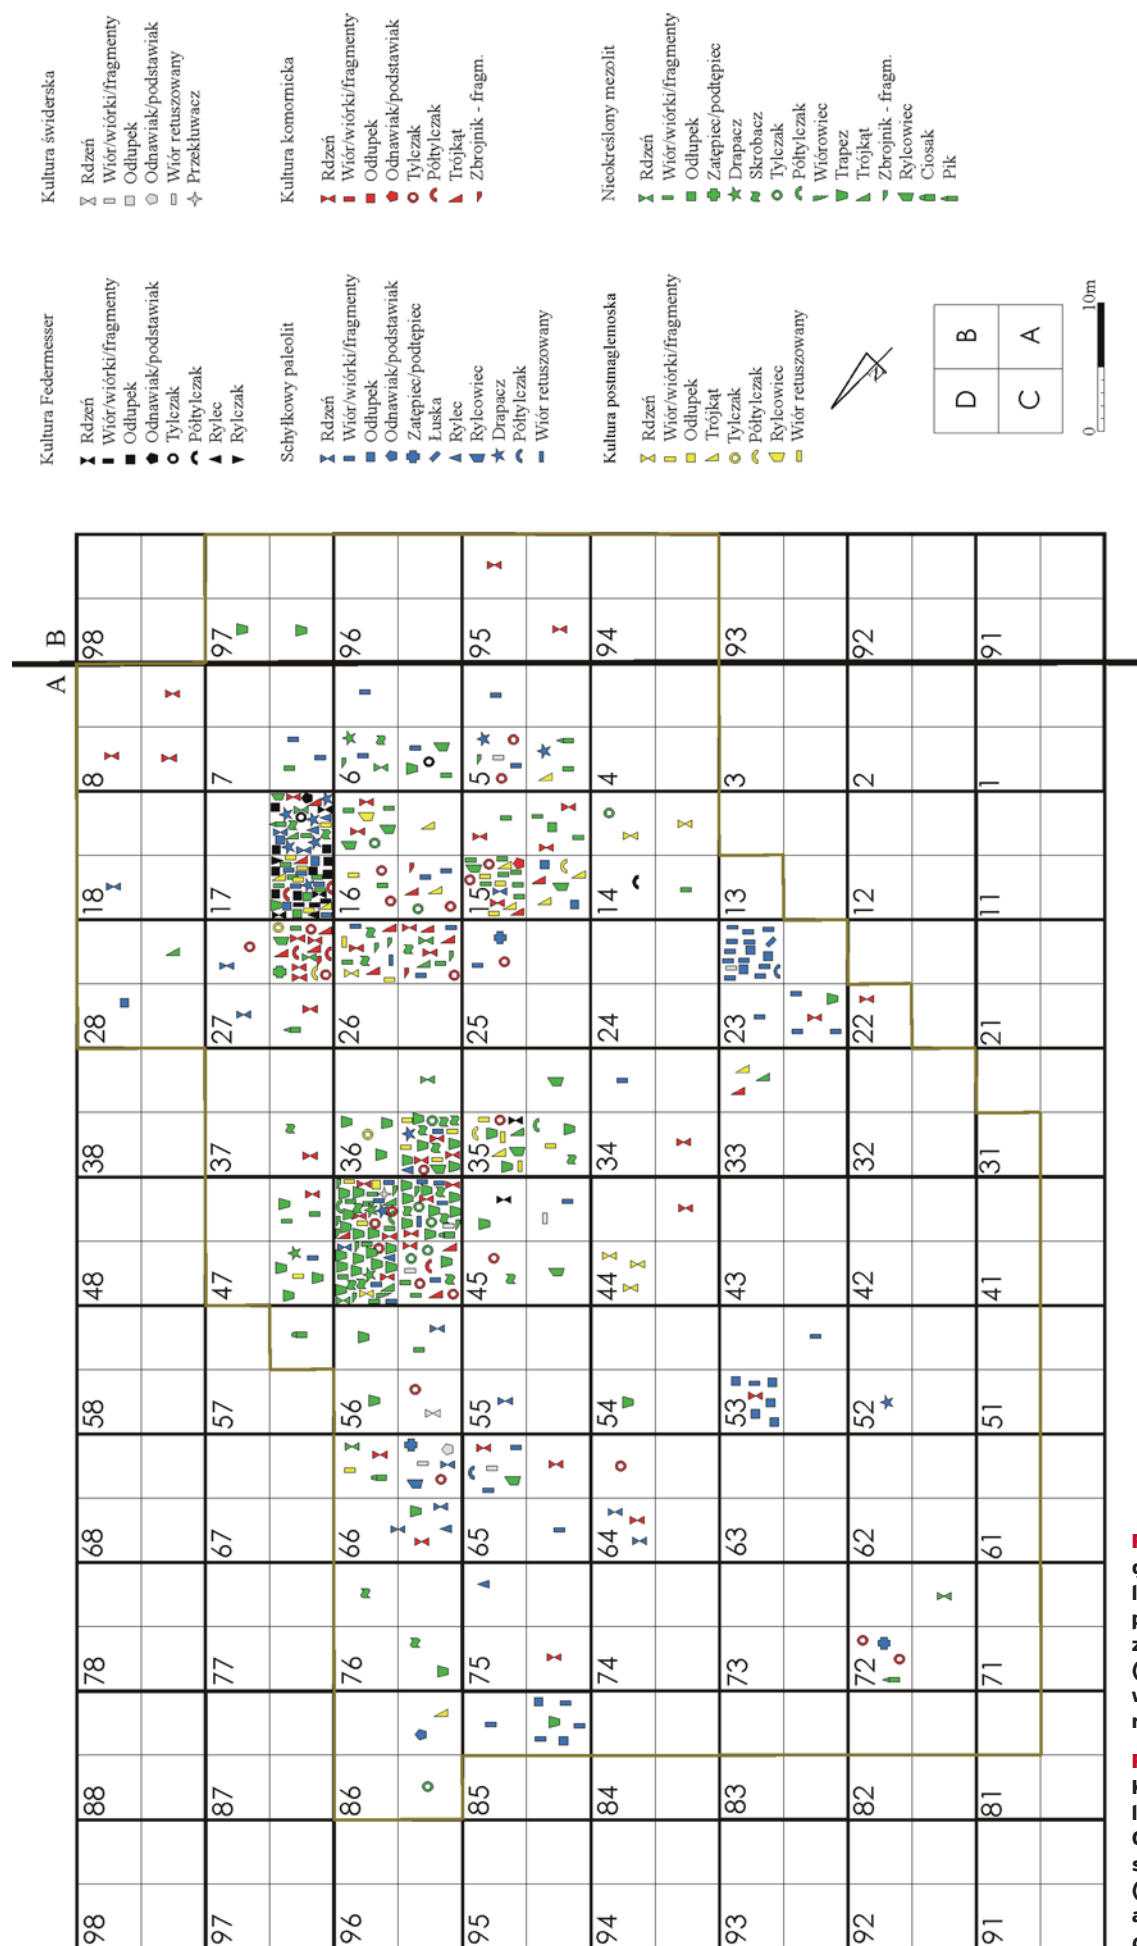 Kultura świderska
Rdzeń
Wiór/wiórki/fragmenty
Odłupek
Odnawiak/podstawiak
Wiór retuszowany
Przekłuwacz
Kultura komornicka
Rdzeń
Wiór/wiórki/fragmenty
Odłupek
Odnawiak/podstawiak
Tylczak
Półtylczak
Trójkąt
Zbrojnik - fragm.
Nieokreślony mezolit
Rdzeń
Wiór/wiórki/fragmenty
Odłupek
Zatępiec/podtępiec
Drapacz
Skrobacz
Tylczak
Półtylczak
Wiórowiec
Trapez
Trójkąt
Zbrojnik - fragm.
Rylcowiec
Ciosak
Pik
Kultura Federmesser
Rdzeń
Wiór/wiórki/fragmenty
Odłupek
Odnawiak/podstawiak
Tylczak
Półtylczak
Rylec
Rylczak
Schyłkowy paleolit
Rdzeń
Wiór/wiórki/fragmenty
Odłupek
Odnawiak/podstawiak
Zatępiec/podtępiec
Łuska
Rylec
Rylcowiec
Drapacz
Półtylczak
Wiór retuszowany
Kultura postmaglemoska
Rdzeń
Wiór/wiórki/fragmenty
Odłupek
Trójkąt
Tylczak
Półtylczak
Rylcowiec
Wiór retuszowany
N
D B
C A
0 10m
B
A
98 97 96 95 94 93 92 91
8 7 6 5 4 3 2 1
18 17 16 15 14 13 12 11
28 27 26 25 24 23 22 21
38 37 36 35 34 33 32 31
48 47 46 45 44 43 42 41
58 57 56 55 54 53 52 51
68 67 66 65 64 63 62 61
78 77 76 75 74 73 72 71
88 87 86 85 84 83 82 81
98 97 96 95 94 93 92 91